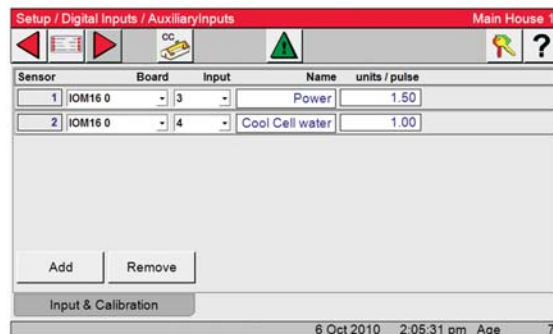 Setup / Digital Inputs / AuxiliaryInputs Main House 1
CC
?
Sensor Board Input Name units / pulse
1 IOM16 0 3 Power 1.50
2 IOM16 0 4 Cool Cell water 1.00
Add Remove
Input & Calibration
6 Oct 2010 2:05:31 pm Age 7